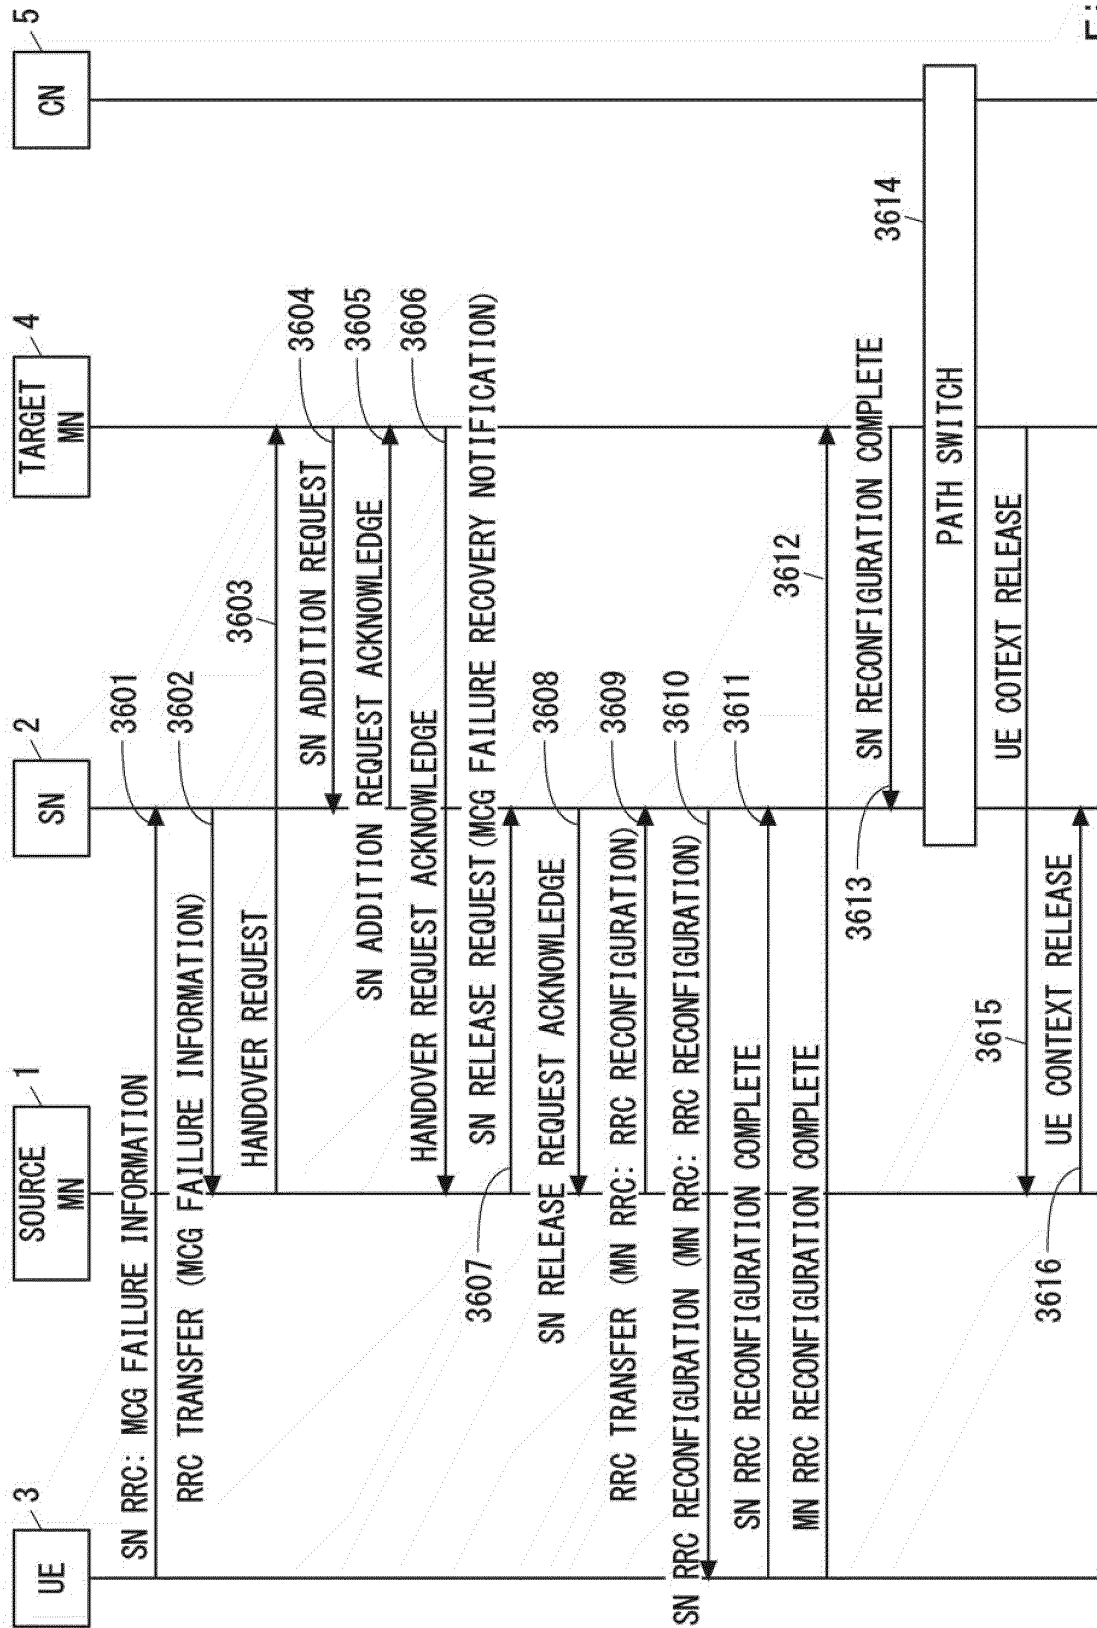 UE
3
SOURCE
MN
1
SN
2
TARGET
MN
4
CN
5
SN RRC: MCG FAILURE INFORMATION
3601
RRC TRANSFER (MCG FAILURE INFORMATION)
3602
HANDOVER REQUEST
3603
SN ADDITION REQUEST
3604
SN ADDITION REQUEST ACKNOWLEDGE
3605
HANDOVER REQUEST ACKNOWLEDGE
3606
SN RELEASE REQUEST(MCG FAILURE RECOVERY NOTIFICATION)
3607
SN RELEASE REQUEST ACKNOWLEDGE
3608
RRC TRANSFER (MN RRC: RRC RECONFIGURATION)
3609
SN RRC RECONFIGURATION (MN RRC: RRC RECONFIGURATION)
3610
SN RRC RECONFIGURATION COMPLETE
3611
MN RRC RECONFIGURATION COMPLETE
3612
SN RECONFIGURATION COMPLETE
3613
PATH SWITCH
3614
UE COTEXT RELEASE
3615
UE CONTEXT RELEASE
3616